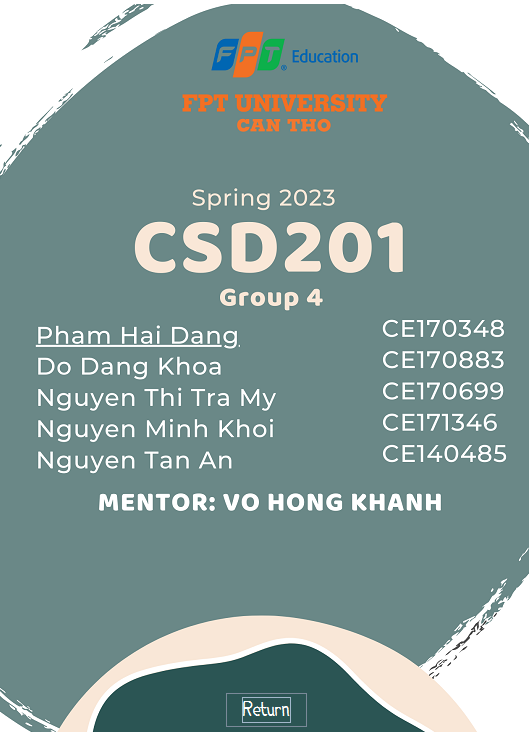 FPT Education
FPT UNIVERSITY
CAN THO
Spring 2023
CSD201
Group 4
Pham Hai Dang CE170348
Do Dang Khoa CE170883
Nguyen Thi Tra My CE170699
Nguyen Minh Khoi CE171346
Nguyen Tan An CE140485
MENTOR: VO HONG KHANH
Return